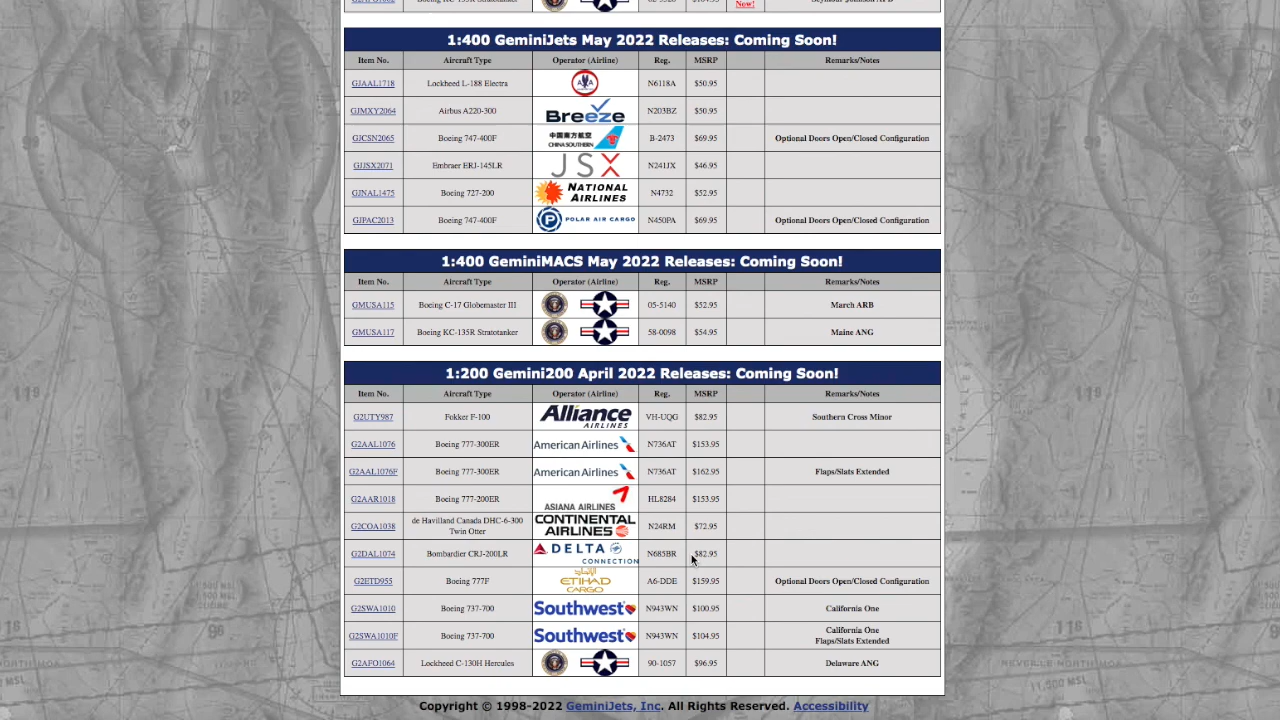 Now!
1:400 GeminiJets May 2022 Releases: Coming Soon!
Item No. Aircraft Type Operator (Airline) Reg. MSRP Remarks/Notes
GJAAL1718 Lockheed L-188 Electra AA N6118A $50.95
GJMXY2064 Airbus A220-300 Breeze N203BZ $50.95
GJCSN2065 Boeing 747-400F 中国南方航空 CHINA SOUTHERN B-2473 $69.95 Optional Doors Open/Closed Configuration
GJJSX2071 Embraer ERJ-145LR JSX N241JX $46.95
GJNAL1475 Boeing 727-200 NATIONAL AIRLINES N4732 $52.95
GJPAC2013 Boeing 747-400F P POLAR AIR CARGO N450PA $69.95 Optional Doors Open/Closed Configuration
1:400 GeminiMACS May 2022 Releases: Coming Soon!
Item No. Aircraft Type Operator (Airline) Reg. MSRP Remarks/Notes
GMUSA115 Boeing C-17 Globemaster III 05-5140 $52.95 March ARB
GMUSA117 Boeing KC-135R Stratotanker 58-0098 $54.95 Maine ANG
1:200 Gemini200 April 2022 Releases: Coming Soon!
Item No. Aircraft Type Operator (Airline) Reg. MSRP Remarks/Notes
G2UTY987 Fokker F-100 Alliance AIRLINES VH-UQG $82.95 Southern Cross Minor
G2AAL1076 Boeing 777-300ER American Airlines N736AT $153.95
G2AAL1076F Boeing 777-300ER American Airlines N736AT $162.95 Flaps/Slats Extended
G2AAR1018 Boeing 777-200ER ASIANA AIRLINES HL8284 $153.95
G2COA1038 de Havilland Canada DHC-6-300 Twin Otter CONTINENTAL AIRLINES N24RM $72.95
G2DAL1074 Bombardier CRJ-200LR DELTA CONNECTION N685BR $82.95
G2ETD955 Boeing 777F ETIHAD CARGO A6-DDE $159.95 Optional Doors Open/Closed Configuration
G2SWA1010 Boeing 737-700 Southwest N943WN $100.95 California One
G2SWA1010F Boeing 737-700 Southwest N943WN $104.95 California One Flaps/Slats Extended
G2AFO1064 Lockheed C-130H Hercules 90-1057 $96.95 Delaware ANG
Copyright © 1998-2022 GeminiJets, Inc. All Rights Reserved. Accessibility